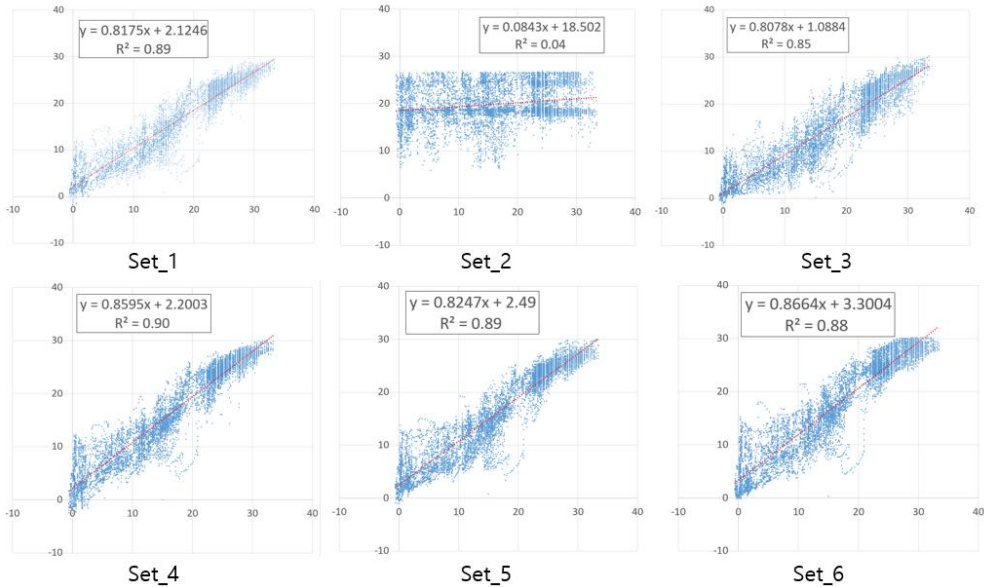 y = 0.8175x + 2.1246
R² = 0.89
40
30
20
10
0
-10
-10 0 10 20 30 40
Set_1
y = 0.0843x + 18.502
R² = 0.04
40
30
20
10
0
-10
-10 0 10 20 30 40
Set_2
y = 0.8078x + 1.0884
R² = 0.85
40
30
20
10
0
-10
-10 0 10 20 30 40
Set_3
y = 0.8595x + 2.2003
R² = 0.90
40
30
20
10
0
-10
-10 0 10 20 30 40
Set_4
y = 0.8247x + 2.49
R² = 0.89
40
30
20
10
0
-10
-10 0 10 20 30 40
Set_5
y = 0.8664x + 3.3004
R² = 0.88
40
30
20
10
0
-10
-10 0 10 20 30 40
Set_6